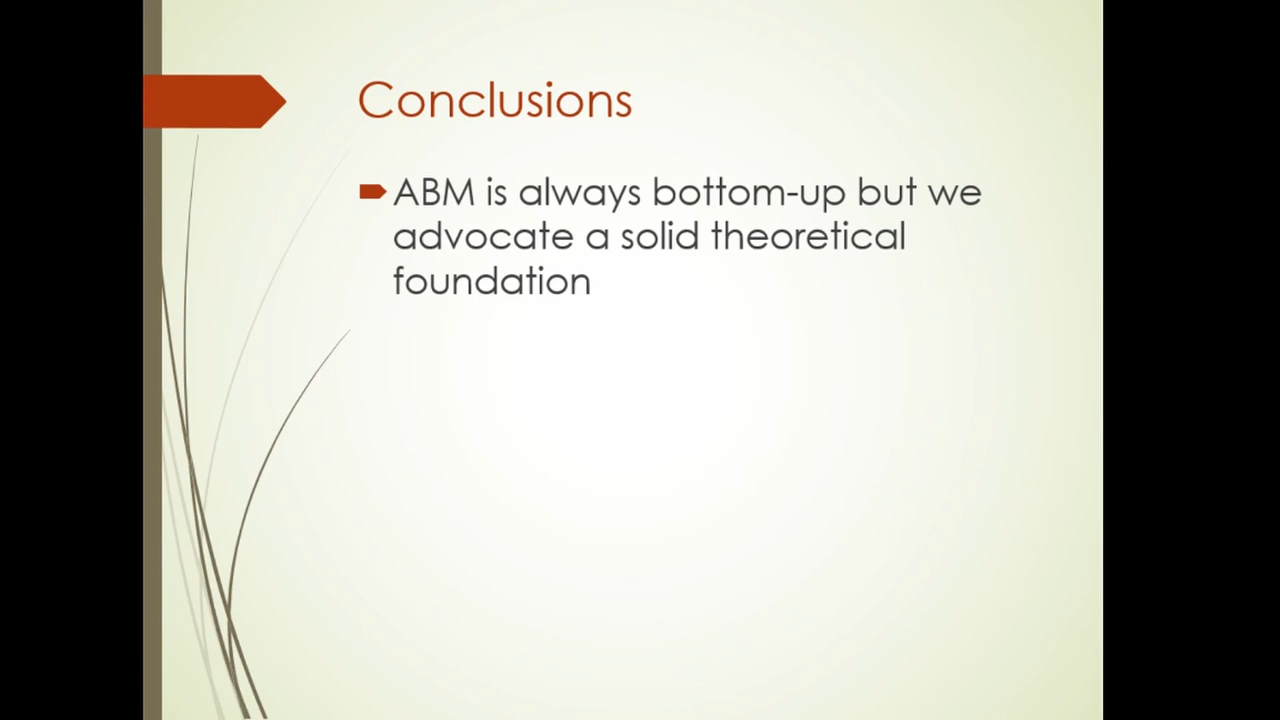 Conclusions
ABM is always bottom-up but we
advocate a solid theoretical
foundation